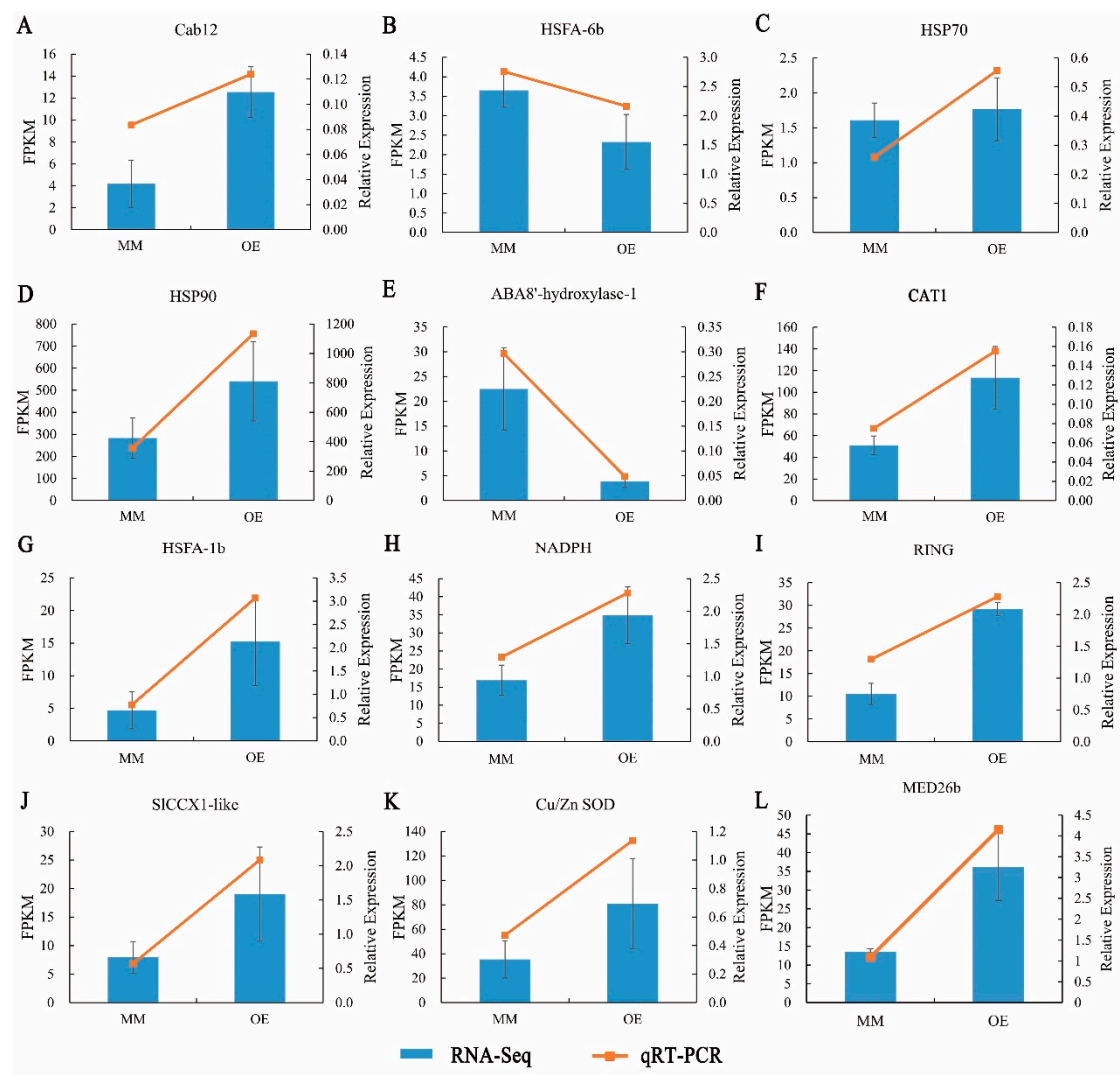 A
Cab12
FPKM
16
14
12
10
8
6
4
2
0
0.14
0.12
0.10
0.08
0.06
0.04
0.02
0.00
Relative Expression
MM
OE
B
HSFA-6b
FPKM
4.5
4.0
3.5
3.0
2.5
2.0
1.5
1.0
0.5
0.0
3.0
2.5
2.0
1.5
1.0
0.5
0.0
Relative Expression
MM
OE
C
HSP70
FPKM
2.5
2.0
1.5
1.0
0.5
0.0
0.6
0.5
0.4
0.3
0.2
0.1
0.0
Relative Expression
MM
OE
D
HSP90
FPKM
800
700
600
500
400
300
200
100
0
1200
1000
800
600
400
200
0
Relative Expression
MM
OE
E
ABA8'-hydroxylase-1
FPKM
35
30
25
20
15
10
5
0
0.35
0.30
0.25
0.20
0.15
0.10
0.05
0.00
Relative Expression
MM
OE
F
CAT1
FPKM
160
140
120
100
80
60
40
20
0
0.18
0.16
0.14
0.12
0.10
0.08
0.06
0.04
0.02
0.00
Relative Expression
MM
OE
G
HSFA-1b
FPKM
25
20
15
10
5
0
3.5
3.0
2.5
2.0
1.5
1.0
0.5
0.0
Relative Expression
MM
OE
H
NADPH
FPKM
45
40
35
30
25
20
15
10
5
0
2.5
2.0
1.5
1.0
0.5
0.0
Relative Expression
MM
OE
I
RING
FPKM
35
30
25
20
15
10
5
0
2.5
2.0
1.5
1.0
0.5
0.0
Relative Expression
MM
OE
J
SlCCX1-like
FPKM
30
25
20
15
10
5
0
2.5
2.0
1.5
1.0
0.5
0.0
Relative Expression
MM
OE
K
Cu/Zn SOD
FPKM
140
120
100
80
60
40
20
0
1.2
1.0
0.8
0.6
0.4
0.2
0.0
Relative Expression
MM
OE
L
MED26b
FPKM
50
45
40
35
30
25
20
15
10
5
0
4.5
4
3.5
3
2.5
2
1.5
1
0.5
0
Relative Expression
MM
OE
RNA-Seq
qRT-PCR